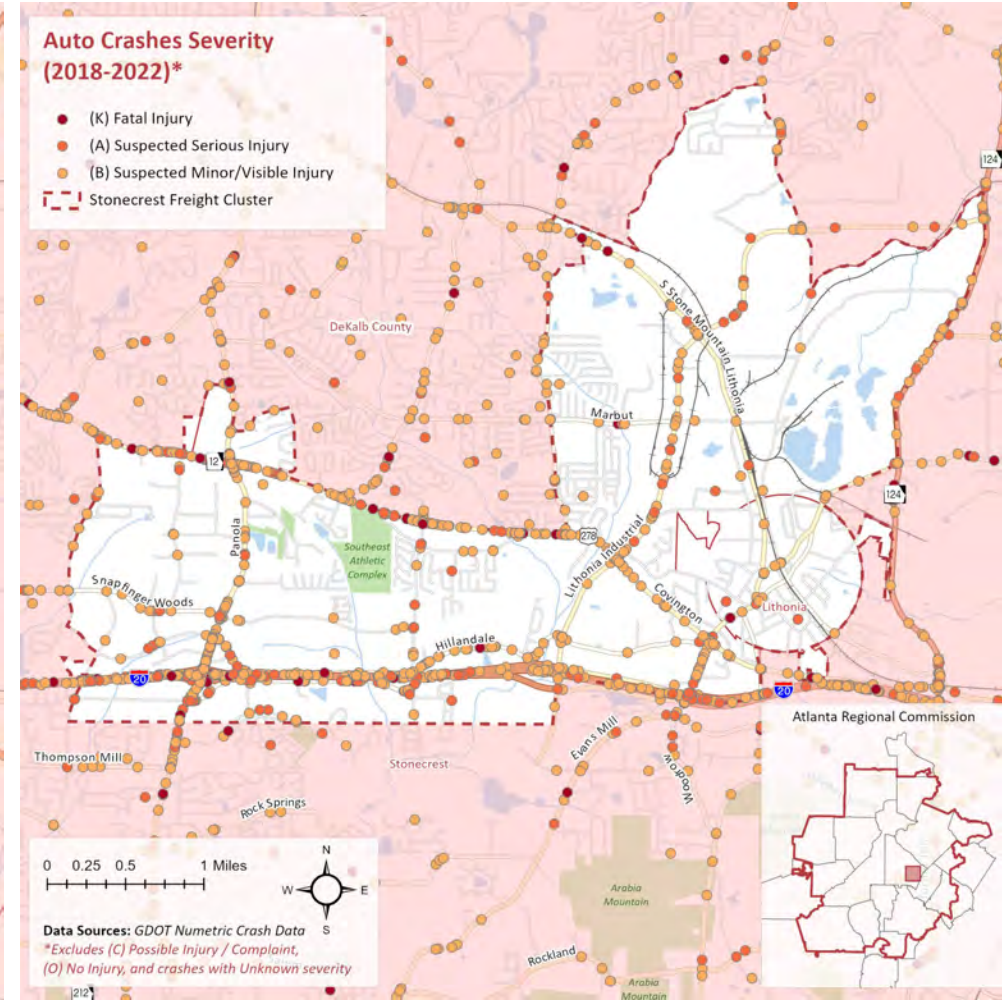 Auto Crashes Severity
(2018-2022)*
(K) Fatal Injury
(A) Suspected Serious Injury
(B) Suspected Minor/Visible Injury
Stonecrest Freight Cluster
124
DeKalb County
S Stone Mountain Lithonia
Marbut
12
124
Panola
278
Southeast
Athletic
Complex
Lithonia Industrial
Snapfinger Woods
Covington
Lithonia
Hillandale
20
20
Evans Mill
Thompson Mill
Stonecrest
Woodrow
Rock Springs
Atlanta Regional Commission
0 0.25 0.5 1 Miles
N
W E
S
Arabia
Mountain
Data Sources: GDOT Numetric Crash Data
*Excludes (C) Possible Injury / Complaint,
(O) No Injury, and crashes with Unknown severity
Rockland
Arabia
Mountain
212